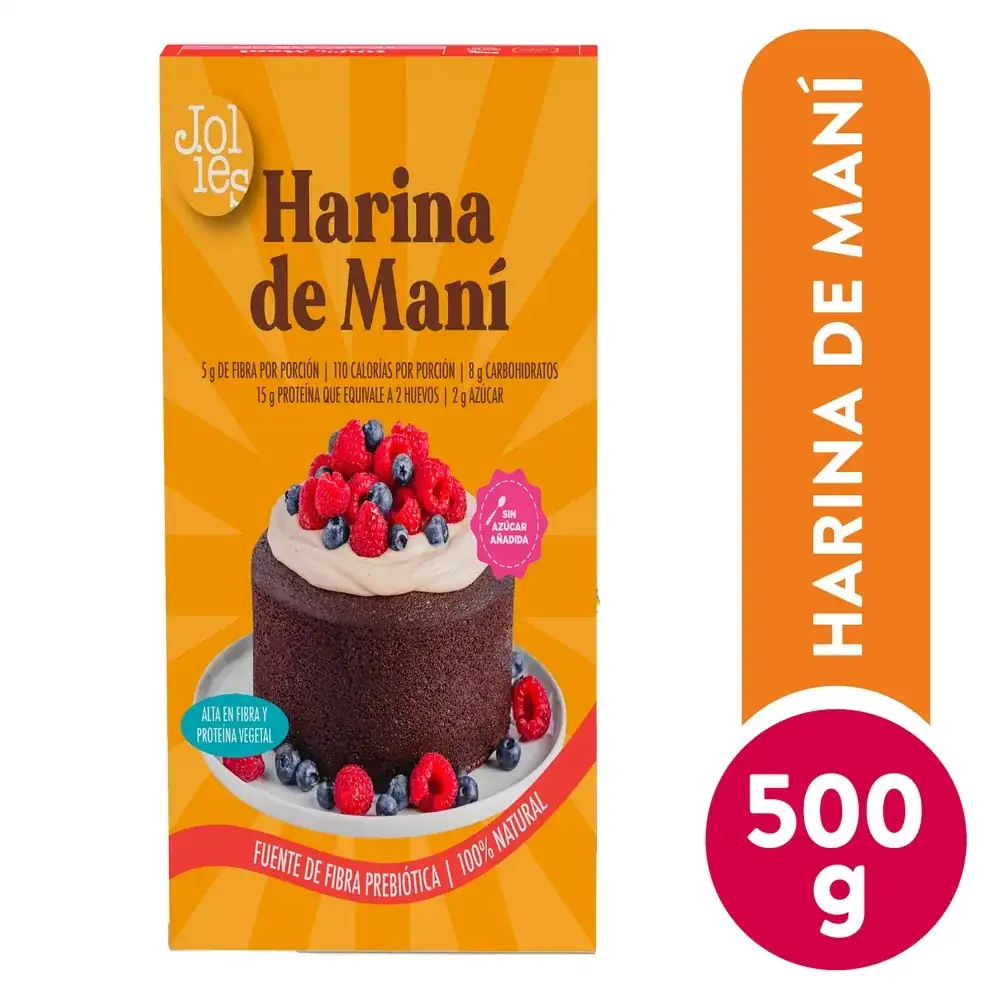 J.ol
ies
Harina
de Maní
5 g DE FIBRA POR PORCIÓN | 110 CALORÍAS POR PORCIÓN | 8 g CARBOHIDRATOS
15 g PROTEÍNA QUE EQUIVALE A 2 HUEVOS | 2 g AZÚCAR
SIN
AZÚCAR
AÑADIDA
ALTA EN FIBRA Y
PROTEÍNA VEGETAL
FUENTE DE FIBRA PREBIÓTICA | 100% NATURAL
HARINA DE MANÍ
500
g